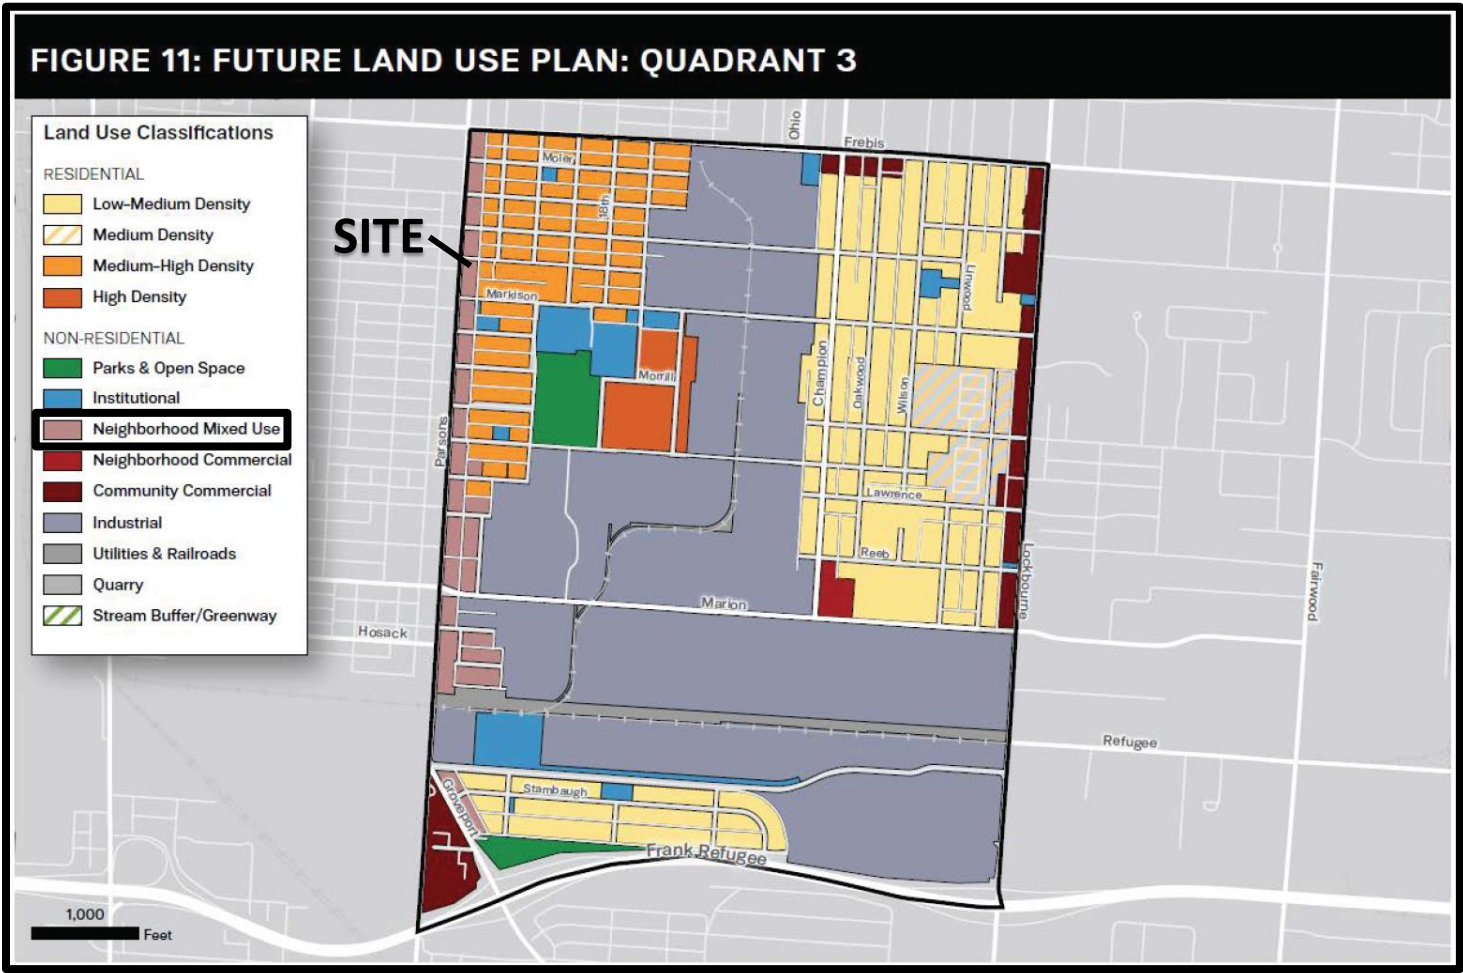 FIGURE 11: FUTURE LAND USE PLAN: QUADRANT 3
Land Use Classifications
RESIDENTIAL
Low-Medium Density
Medium Density
Medium-High Density
High Density
NON-RESIDENTIAL
Parks & Open Space
Institutional
Neighborhood Mixed Use
Neighborhood Commercial
Community Commercial
Industrial
Utilities & Railroads
Quarry
Stream Buffer/Greenway
1,000
Feet
SITE
Ohio
Frebis
Moler
18th
Linwood
Markison
Champion
Oakwood
Wilson
Morrill
Parsons
Lawrence
Reeb
Lockbourne
Fairwood
Marion
Hosack
Refugee
Groveport
Stambaugh
Frank Refugee